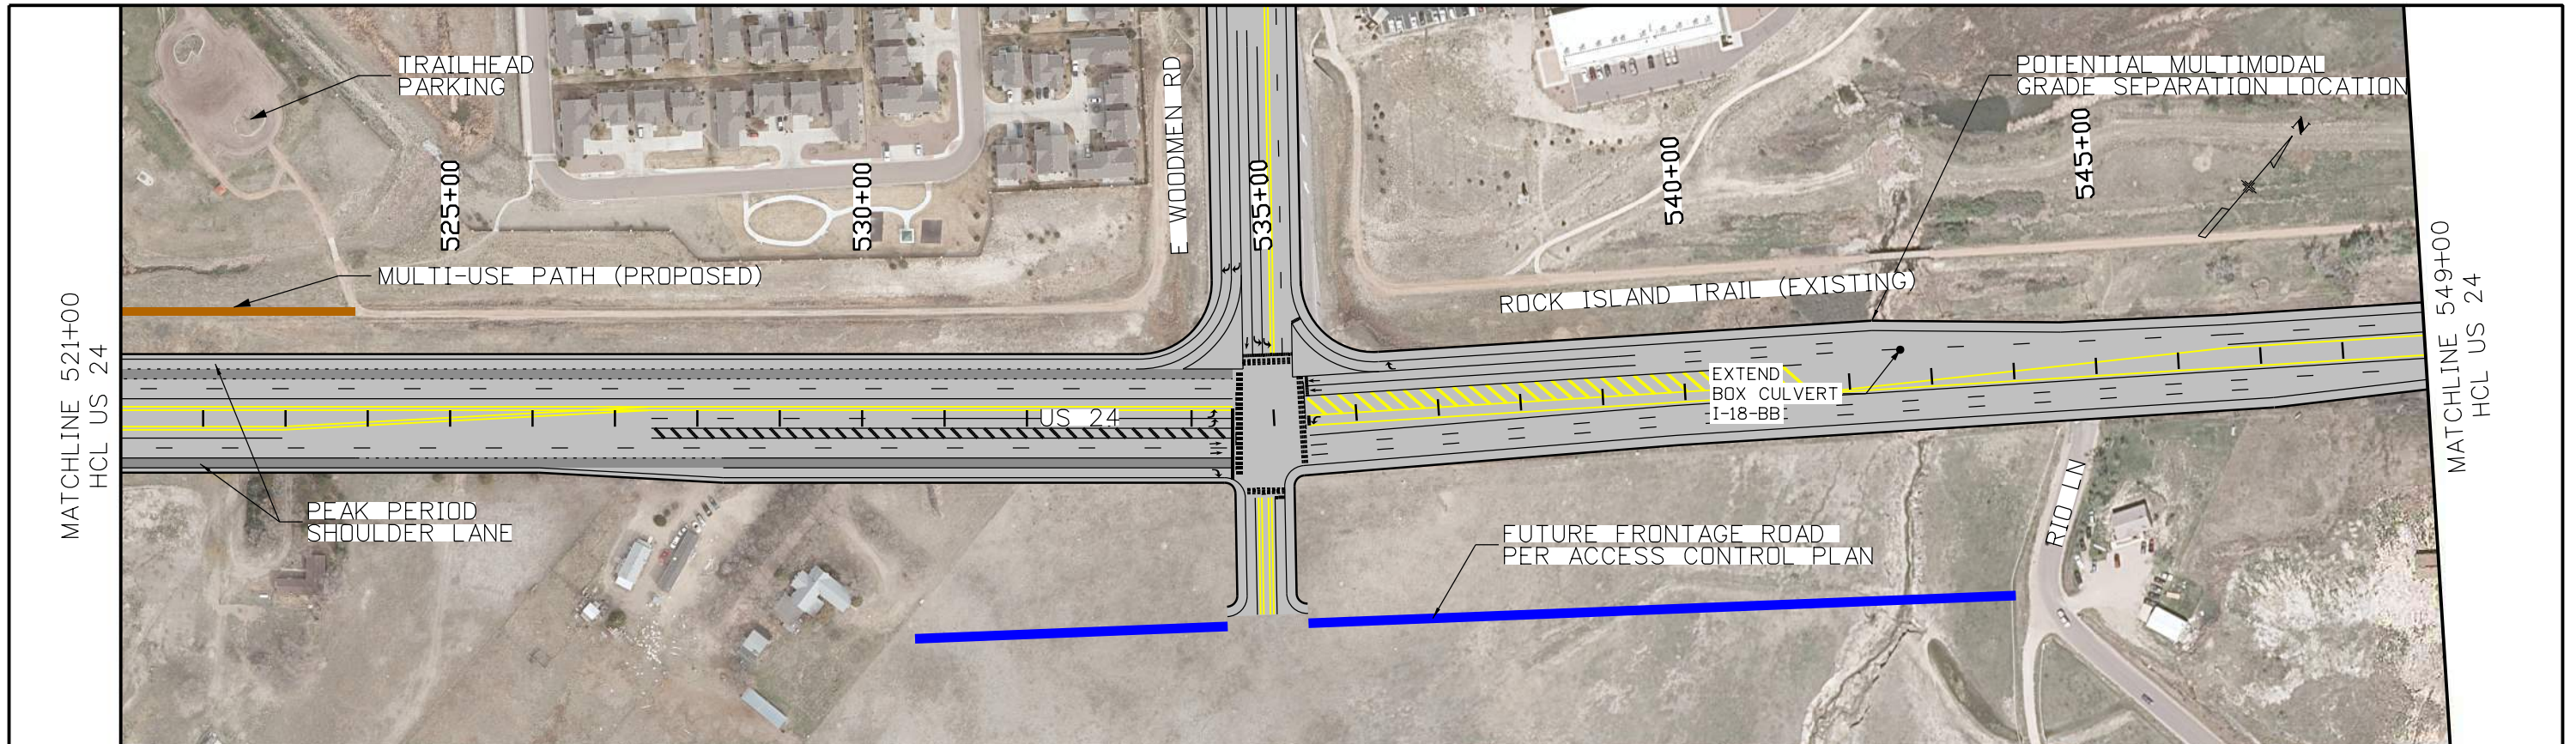 TRAILHEAD
PARKING
POTENTIAL MULTIMODAL
GRADE SEPARATION LOCATION
N
E WOODMEN RD
525+00
530+00
535+00
540+00
545+00
MULTI-USE PATH (PROPOSED)
ROCK ISLAND TRAIL (EXISTING)
MATCHLINE 521+00
HCL US 24
MATCHLINE 549+00
HCL US 24
US 24
EXTEND
BOX CULVERT
I-18-BB
PEAK PERIOD
SHOULDER LANE
FUTURE FRONTAGE ROAD
PER ACCESS CONTROL PLAN
RIO LN